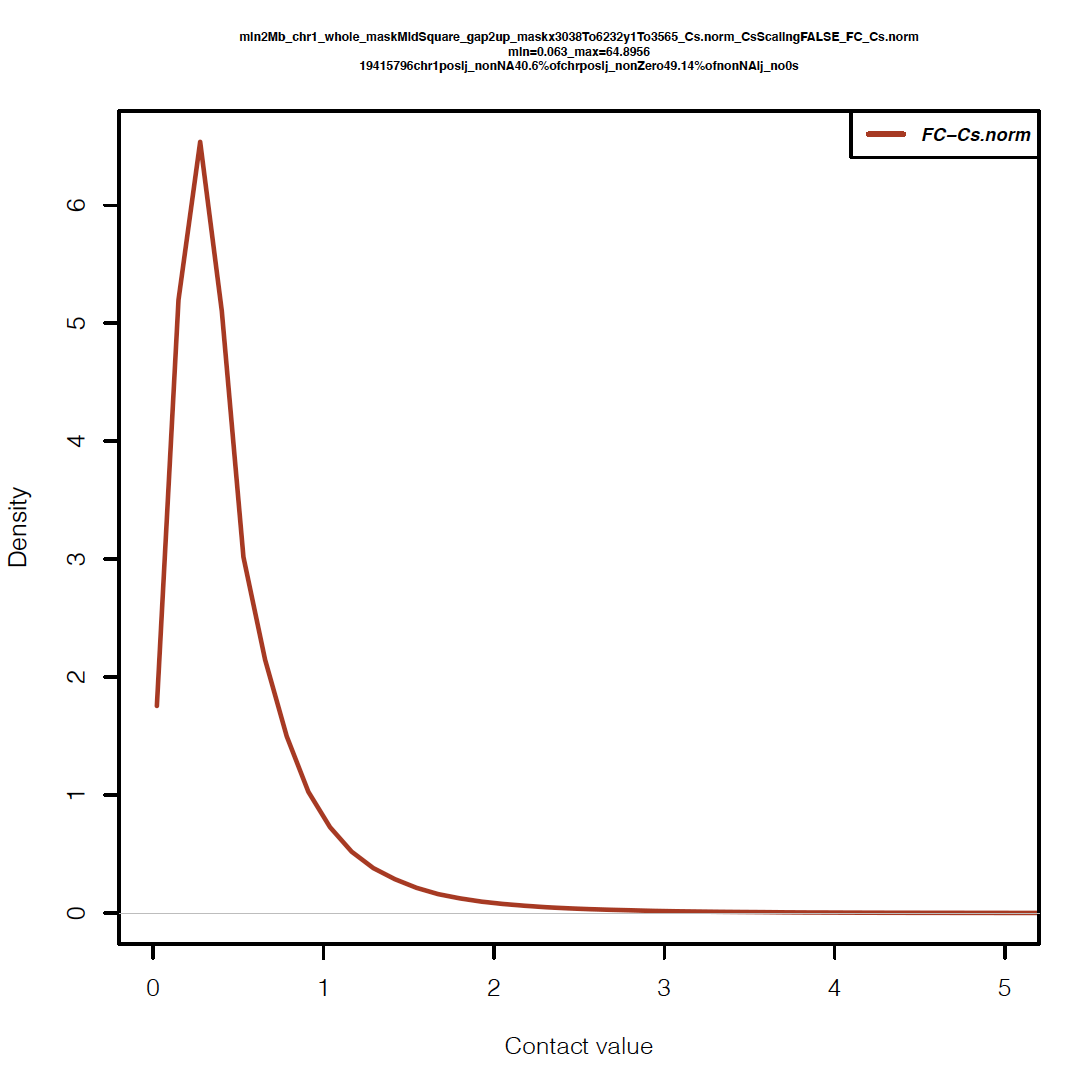 min2Mb_chr1_whole_maskMidSquare_gap2up_maskx3038To6232y1To3565_Cs.norm_CsScalingFALSE_FC_Cs.norm
min=0.063_max=64.8956
19415796chr1posij_nonNA40.6%ofchrposij_nonZero49.14%ofnonNAij_no0s
FC−Cs.norm
6
5
4
3
2
1
0
Density
0 1 2 3 4 5
Contact value